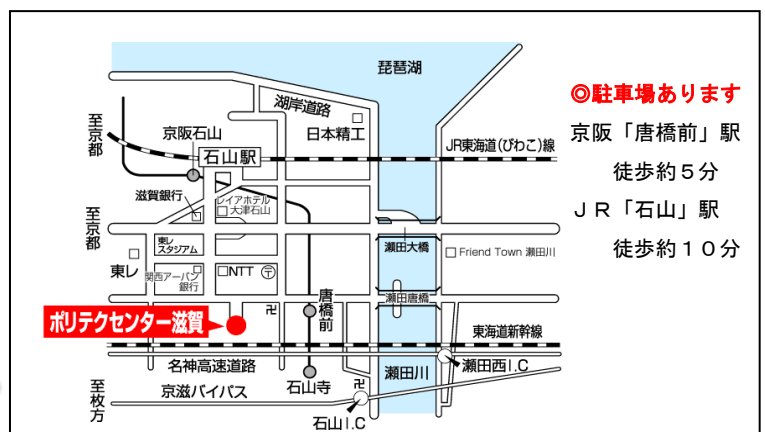 琵琶湖
湖岸道路
日本精工
至京都
京阪石山
石山駅
JR東海道(びわこ)線
滋賀銀行
レイアホテル
大津石山
至京都
東レ
スタジアム
東レ
関西アーバン
銀行
NTT
〒
瀬田大橋
Friend Town 瀬田川
瀬田唐橋
卍
唐橋前
ポリテクセンター滋賀
東海道新幹線
名神高速道路
瀬田川
瀬田西I.C
至枚方
京滋バイパス
石山寺
卍
石山I.C
◎駐車場あります
京阪「唐橋前」駅
徒歩約5分
JR「石山」駅
徒歩約10分